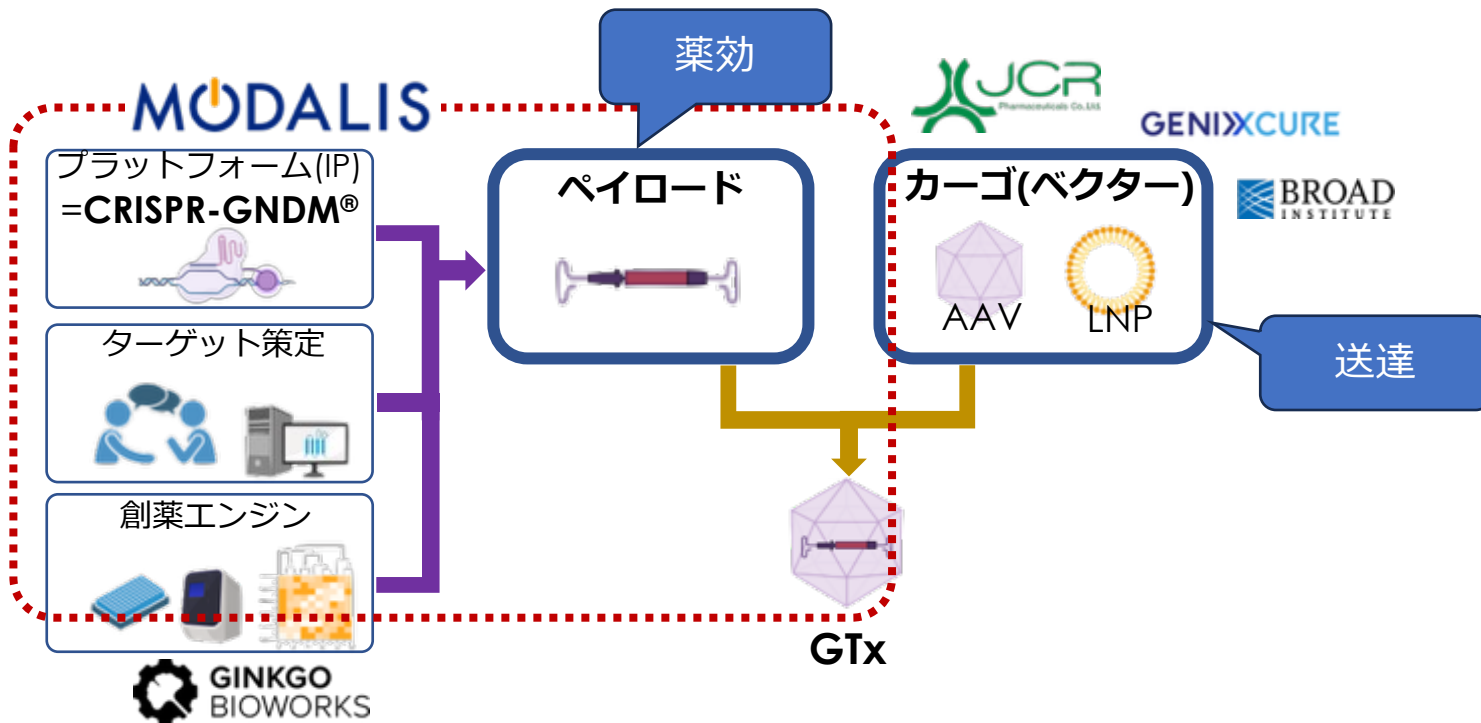 薬効
MODALIS
JCR
Pharmaceuticals Co., Ltd.
GENIXXCURE
BROAD
INSTITUTE
プラットフォーム(IP)
=CRISPR-GNDM®
ターゲット策定
創薬エンジン
ペイロード
カーゴ(ベクター)
AAV
LNP
送達
GTx
GINKGO
BIOWORKS